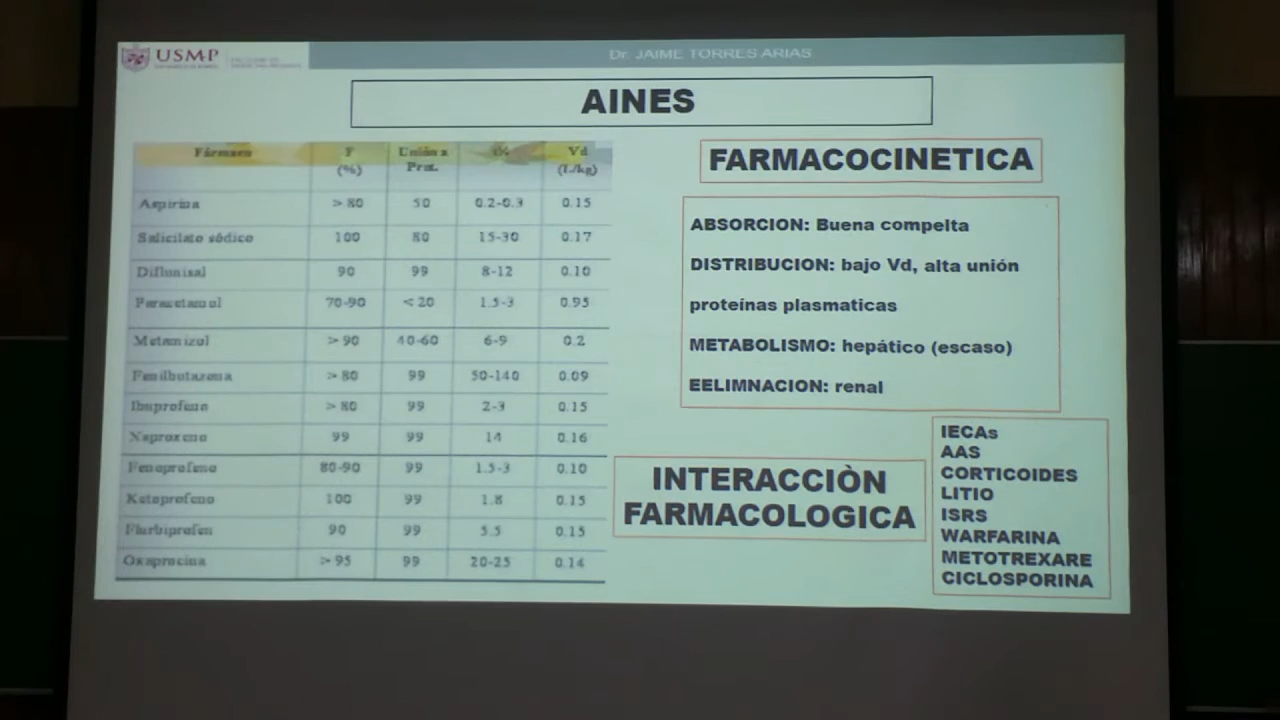 USMP
Dr. JAIME TORRES ARIAS
AINES
Fármaco F (%) Unión a Prot. t½ Vd (L/kg)
Aspirina > 80 50 0.2-0.3 0.15
Salicilato sódico 100 80 15-30 0.17
Diflunisal 90 99 8-12 0.10
Paracetamol 70-90 < 20 1.5-3 0.95
Metamizol > 90 40-60 6-9 0.2
Fenilbutazona > 80 99 50-140 0.09
Ibuprofeno > 80 99 2-3 0.15
Naproxeno 99 99 14 0.16
Fenoprofeno 80-90 99 1.5-3 0.10
Ketoprofeno 100 99 1.8 0.15
Flurbiprofen 90 99 5.5 0.15
Oxaprocina > 95 99 20-25 0.14
FARMACOCINETICA
ABSORCION: Buena compelta
DISTRIBUCION: bajo Vd, alta unión
proteínas plasmaticas
METABOLISMO: hepático (escaso)
EELIMNACION: renal
INTERACCIÒN
FARMACOLOGICA
IECAs
AAS
CORTICOIDES
LITIO
ISRS
WARFARINA
METOTREXARE
CICLOSPORINA